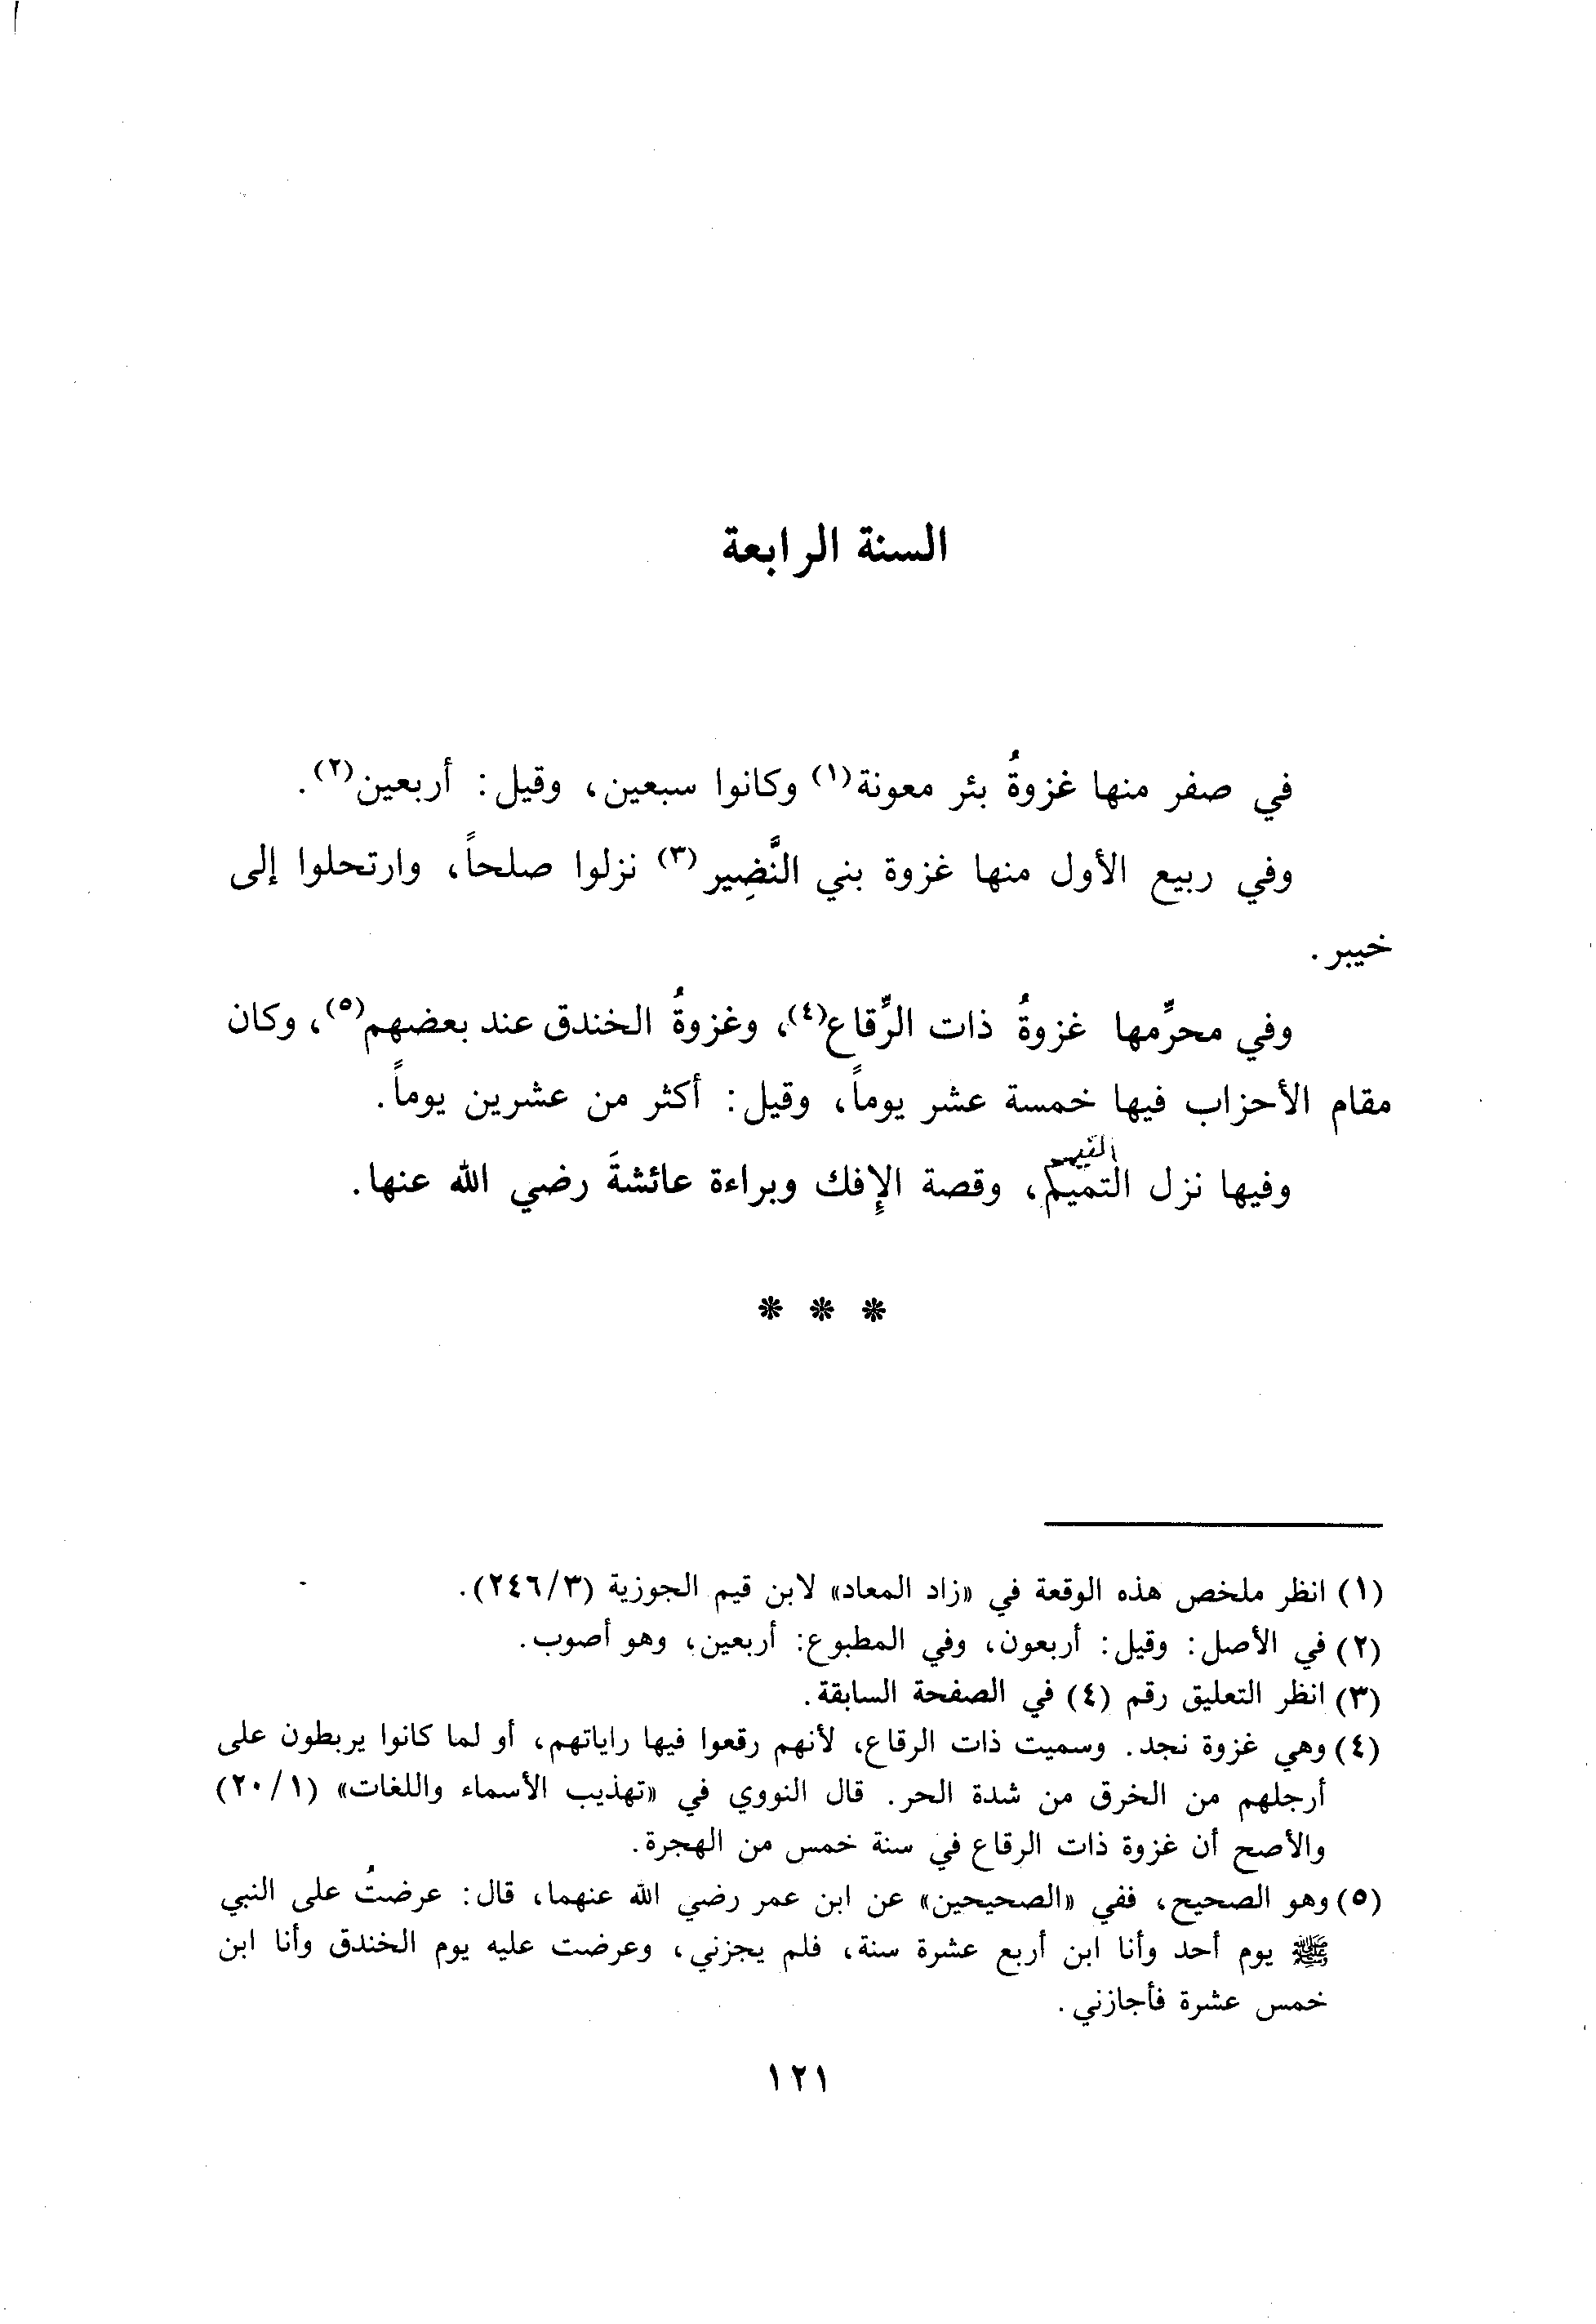 السنة الرابعة
في صفر منها غزوةُ بئر معونة(١) وكانوا سبعين، وقيل: أربعين(٢).
وفي ربيع الأول منها غزوة بني النَّضِير(٣) نزلوا صلحاً، وارتحلوا إلى
خيبر.
وفي محرَّمها غزوةُ ذات الرَّقاع(٤)، وغزوةُ الخندق عند بعضهم(٥)، وكان
مقام الأحزاب فيها خمسة عشر يوماً، وقيل: أكثر من عشرين يوماً.
وفيها نزل التميم، وقصة الإِفك وبراءة عائشةَ رضي الله عنها.
* * *
(١) انظر ملخص هذه الوقعة في «زاد المعاد» لابن قيم الجوزية (٣/٢٤٦).
(٢) في الأصل: وقيل: أربعون، وفي المطبوع: أربعين، وهو أصوب.
(٣) انظر التعليق رقم (٤) في الصفحة السابقة.
(٤) وهي غزوة نجد. وسميت ذات الرقاع، لأنهم رقعوا فيها راياتهم، أو لما كانوا يربطون على
أرجلهم من الخرق من شدة الحر. قال النووي في «تهذيب الأسماء واللغات» (١/٢٠)
والأصح أن غزوة ذات الرقاع في سنة خمس من الهجرة.
(٥) وهو الصحيح، ففي «الصحيحين» عن ابن عمر رضي الله عنهما، قال: عرضتُ على النبي
ﷺ يوم أحد وأنا ابن أربع عشرة سنة، فلم يجزني، وعرضت عليه يوم الخندق وأنا ابن
خمس عشرة فأجازني.
١٢١